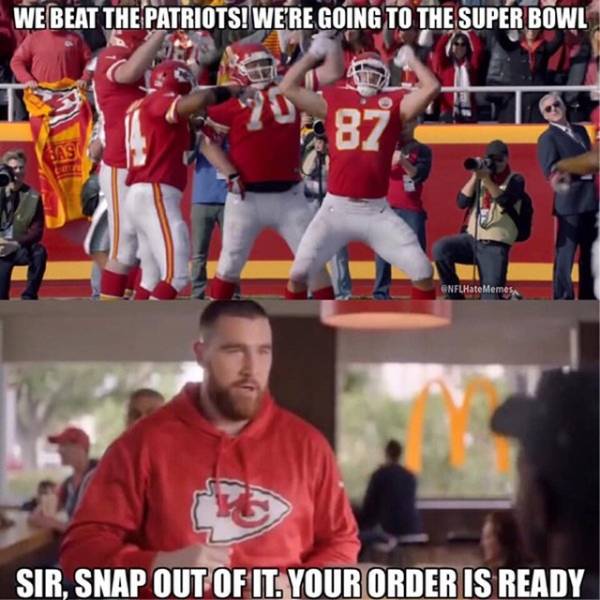 WE BEAT THE PATRIOTS! WE'RE GOING TO THE SUPER BOWL
70
87
14
@NFLHateMemes
KC
SIR, SNAP OUT OF IT. YOUR ORDER IS READY